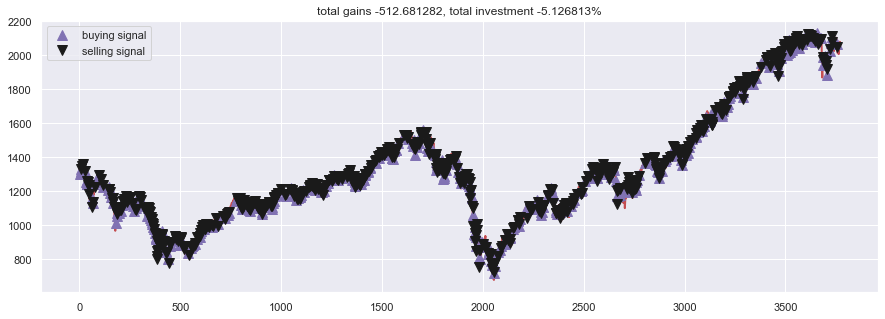 total gains -512.681282, total investment -5.126813%
buying signal
selling signal
2200
2000
1800
1600
1400
1200
1000
800
0 500 1000 1500 2000 2500 3000 3500